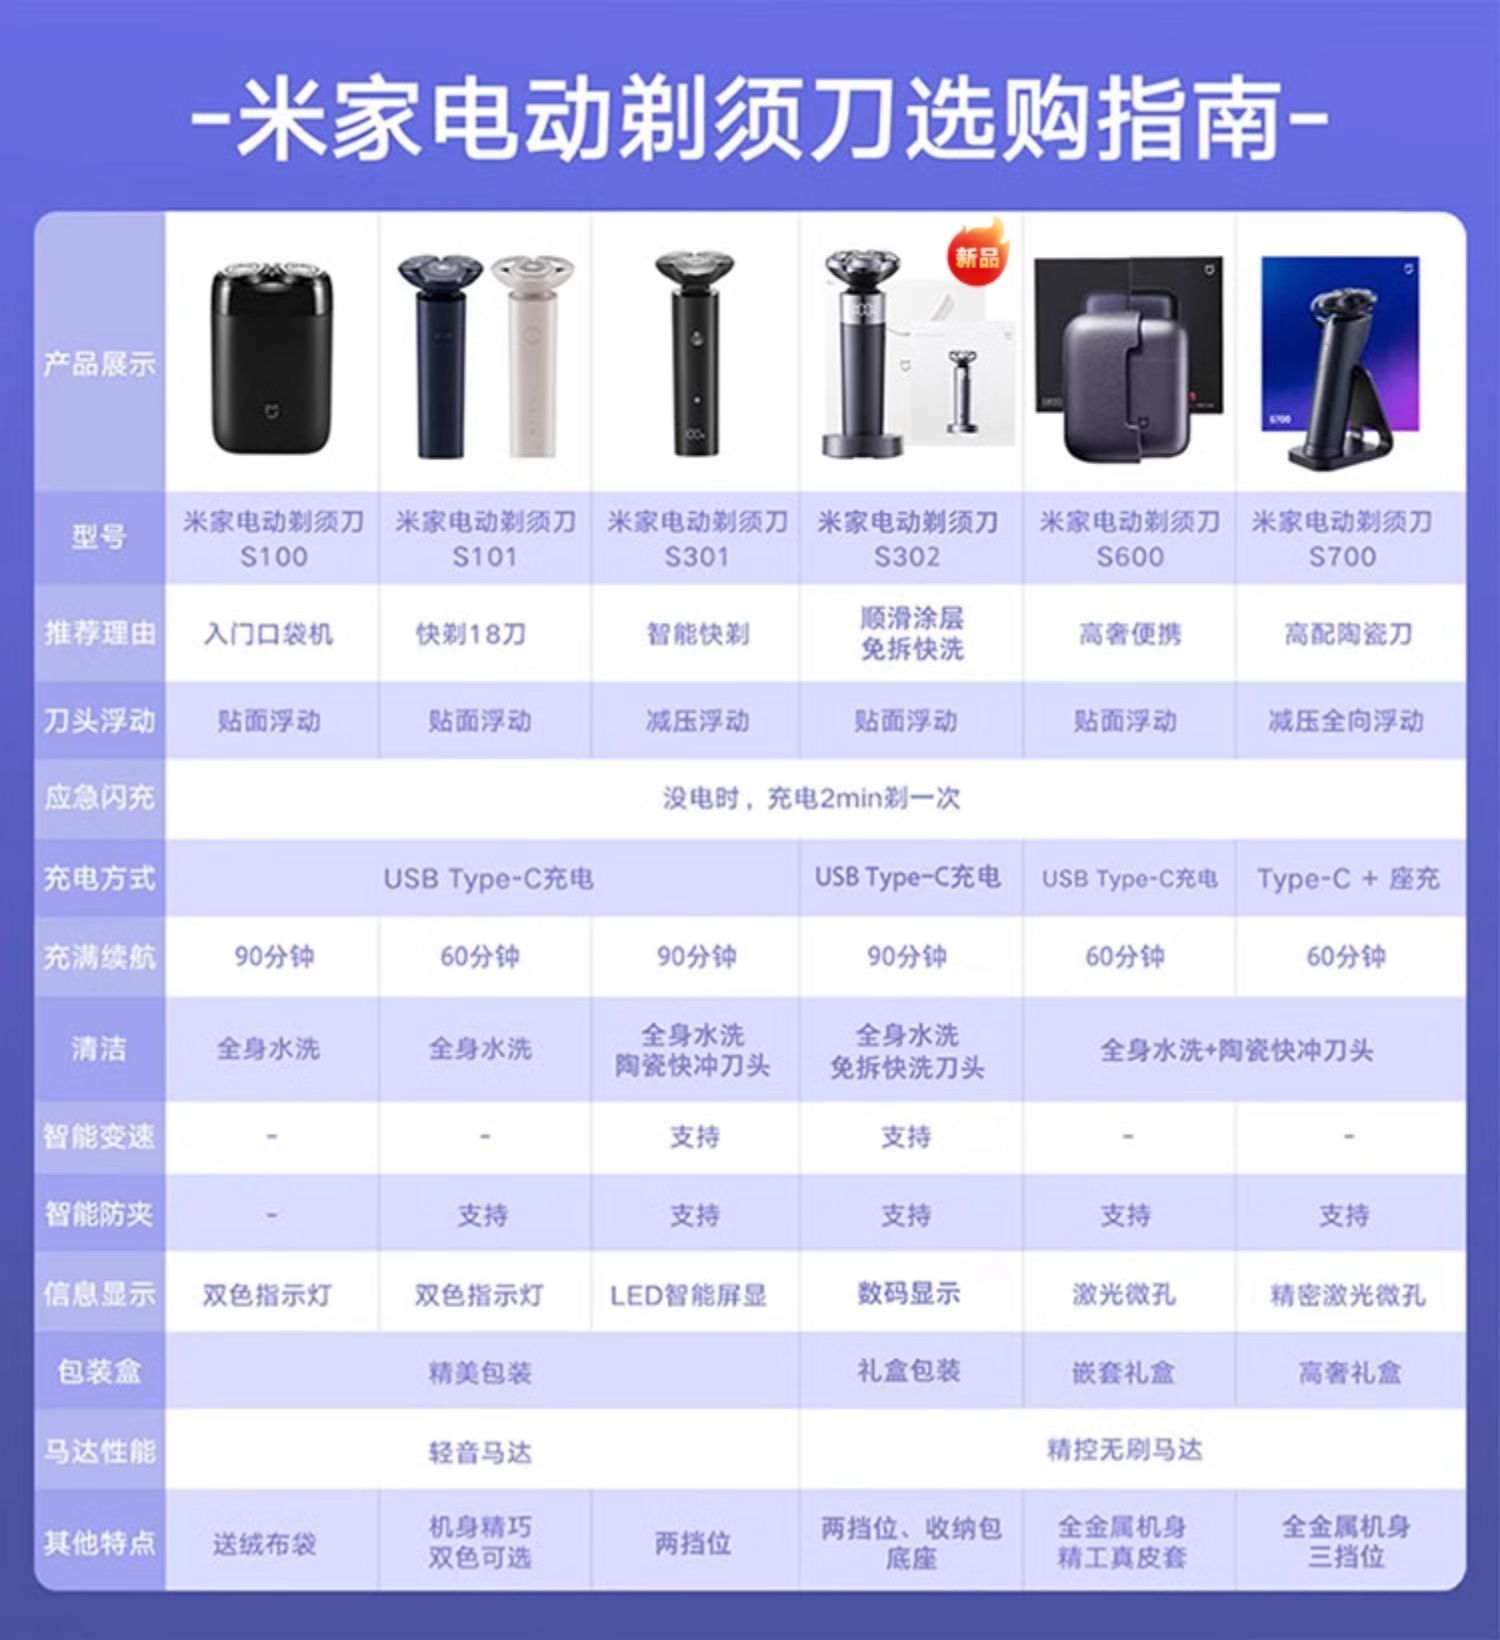 -米家电动剃须刀选购指南-
新品
产品展示
S700
型号
米家电动剃须刀
S100
米家电动剃须刀
S101
米家电动剃须刀
S301
米家电动剃须刀
S302
米家电动剃须刀
S600
米家电动剃须刀
S700
推荐理由
入门口袋机
快剃18刀
智能快剃
顺滑涂层
免拆快洗
高奢便携
高配陶瓷刀
刀头浮动
贴面浮动
贴面浮动
减压浮动
贴面浮动
贴面浮动
减压全向浮动
应急闪充
没电时，充电2min剃一次
充电方式
USB Type-C充电
USB Type-C充电
USB Type-C充电
Type-C + 座充
充满续航
90分钟
60分钟
90分钟
90分钟
60分钟
60分钟
清洁
全身水洗
全身水洗
全身水洗
陶瓷快冲刀头
全身水洗
免拆快洗刀头
全身水洗+陶瓷快冲刀头
智能变速
-
-
支持
支持
-
-
智能防夹
-
支持
支持
支持
支持
支持
信息显示
双色指示灯
双色指示灯
LED智能屏显
数码显示
激光微孔
精密激光微孔
包装盒
精美包装
礼盒包装
嵌套礼盒
高奢礼盒
马达性能
轻音马达
精控无刷马达
其他特点
送绒布袋
机身精巧
双色可选
两挡位
两挡位、收纳包
底座
全金属机身
精工真皮套
全金属机身
三挡位